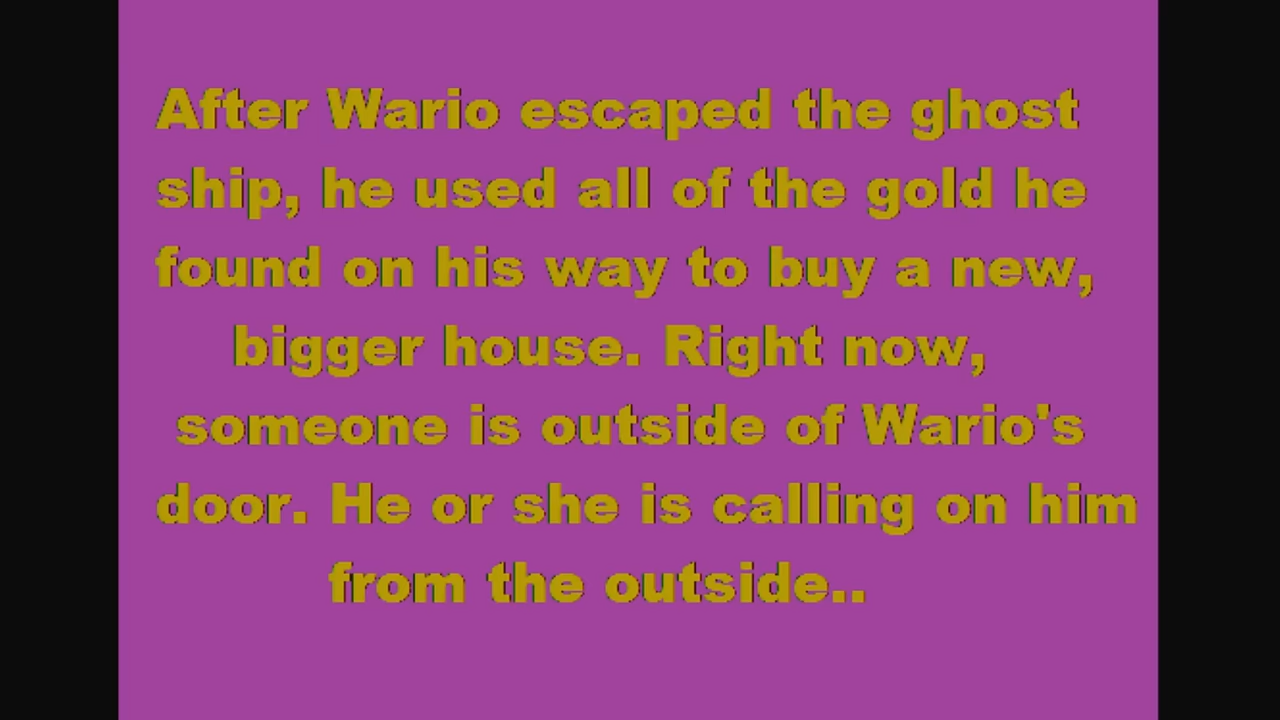 After Wario escaped the ghost
ship, he used all of the gold he
found on his way to buy a new,
bigger house. Right now,
someone is outside of Wario's
door. He or she is calling on him
from the outside..